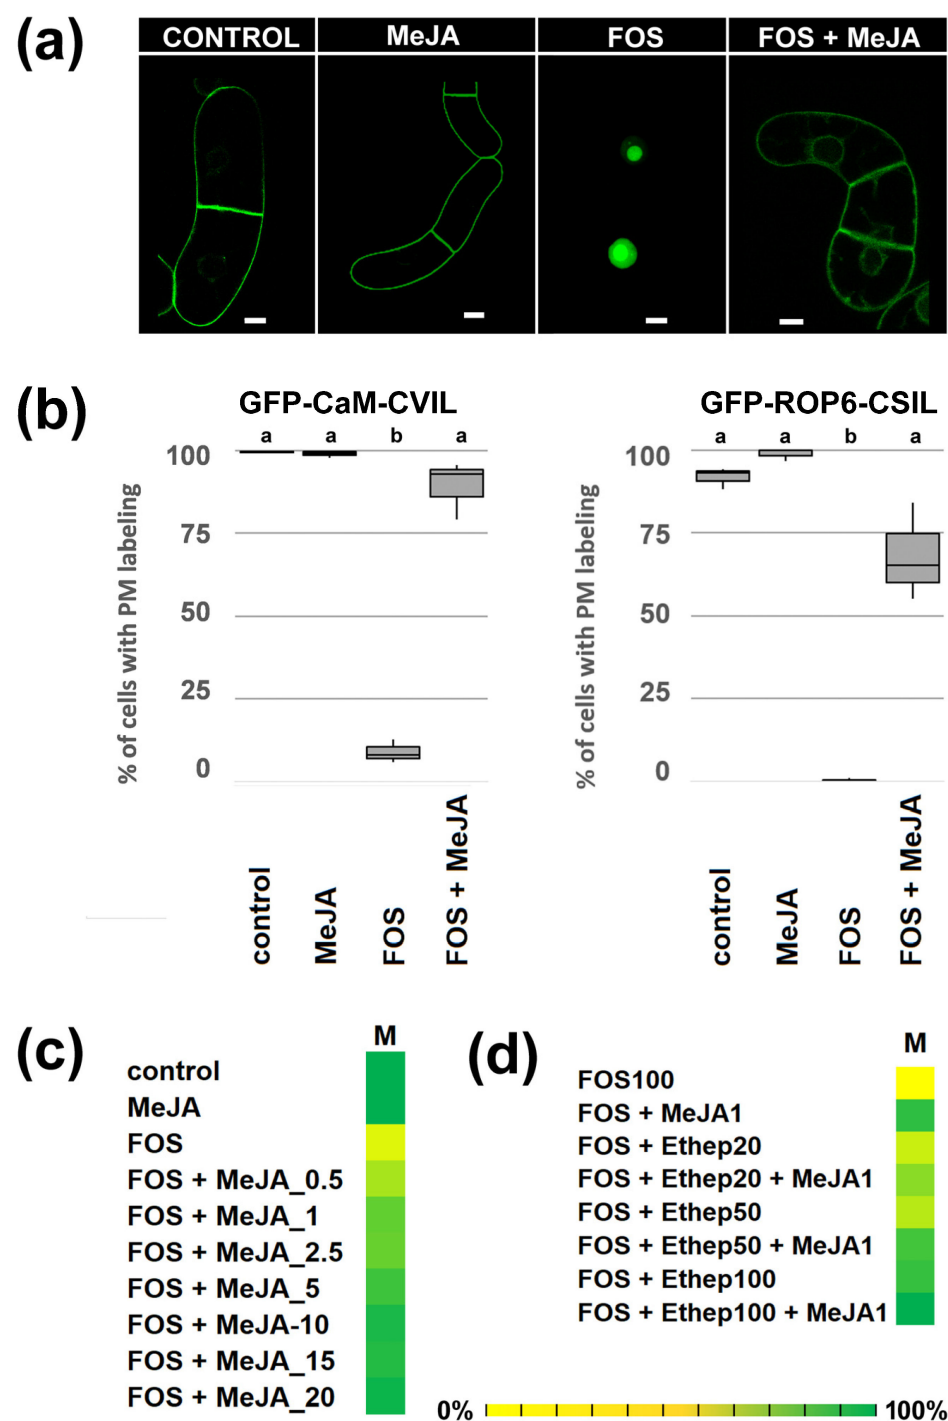 (a)
CONTROL MeJA FOS FOS + MeJA
(b)
GFP-CaM-CVIL
a a b a
% of cells with PM labeling
100
75
50
25
0
control MeJA FOS FOS + MeJA
GFP-ROP6-CSIL
a a b a
% of cells with PM labeling
100
75
50
25
0
control MeJA FOS FOS + MeJA
(c)
M
control
MeJA
FOS
FOS + MeJA_0.5
FOS + MeJA_1
FOS + MeJA_2.5
FOS + MeJA_5
FOS + MeJA-10
FOS + MeJA_15
FOS + MeJA_20
(d)
M
FOS100
FOS + MeJA1
FOS + Ethep20
FOS + Ethep20 + MeJA1
FOS + Ethep50
FOS + Ethep50 + MeJA1
FOS + Ethep100
FOS + Ethep100 + MeJA1
0% 100%